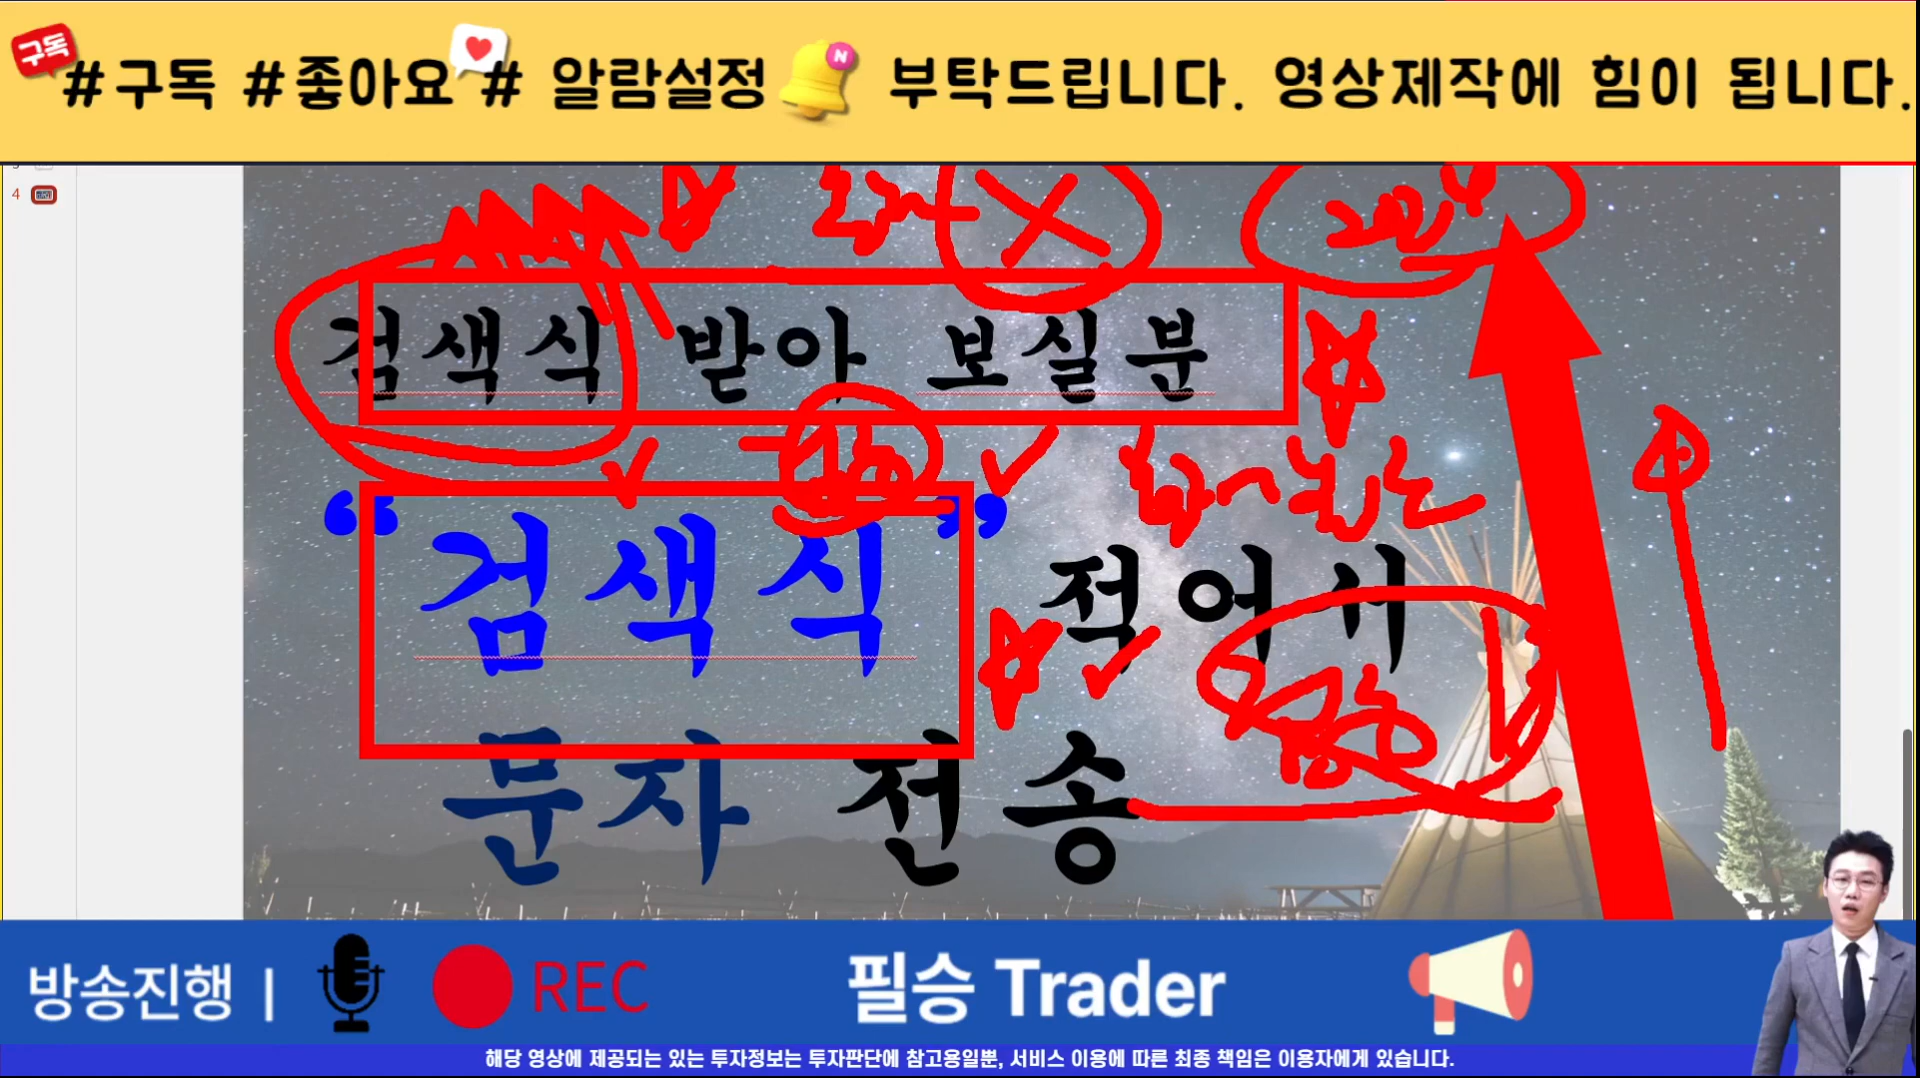 구독
#구독 #좋아요 # 알람설정 N 부탁드립니다. 영상제작에 힘이 됩니다.
4
검색식 받아 보실분
“검색식” 적어서
문자 전송
방송진행 | REC 필승 Trader
해당 영상에 제공되는 있는 투자정보는 투자판단에 참고용일뿐, 서비스 이용에 따른 최종 책임은 이용자에게 있습니다.